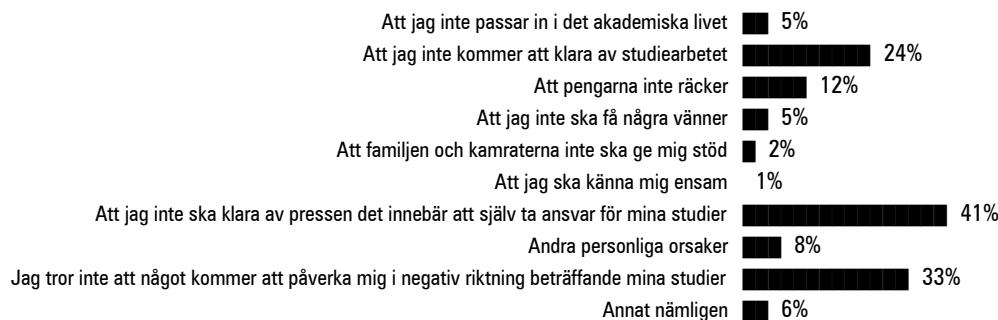 Att jag inte passar in i det akademiska livet 5%
Att jag inte kommer att klara av studiearbetet 24%
Att pengarna inte räcker 12%
Att jag inte ska få några vänner 5%
Att familjen och kamraterna inte ska ge mig stöd 2%
Att jag ska känna mig ensam 1%
Att jag inte ska klara av pressen det innebär att själv ta ansvar för mina studier 41%
Andra personliga orsaker 8%
Jag tror inte att något kommer att påverka mig i negativ riktning beträffande mina studier 33%
Annat nämligen 6%